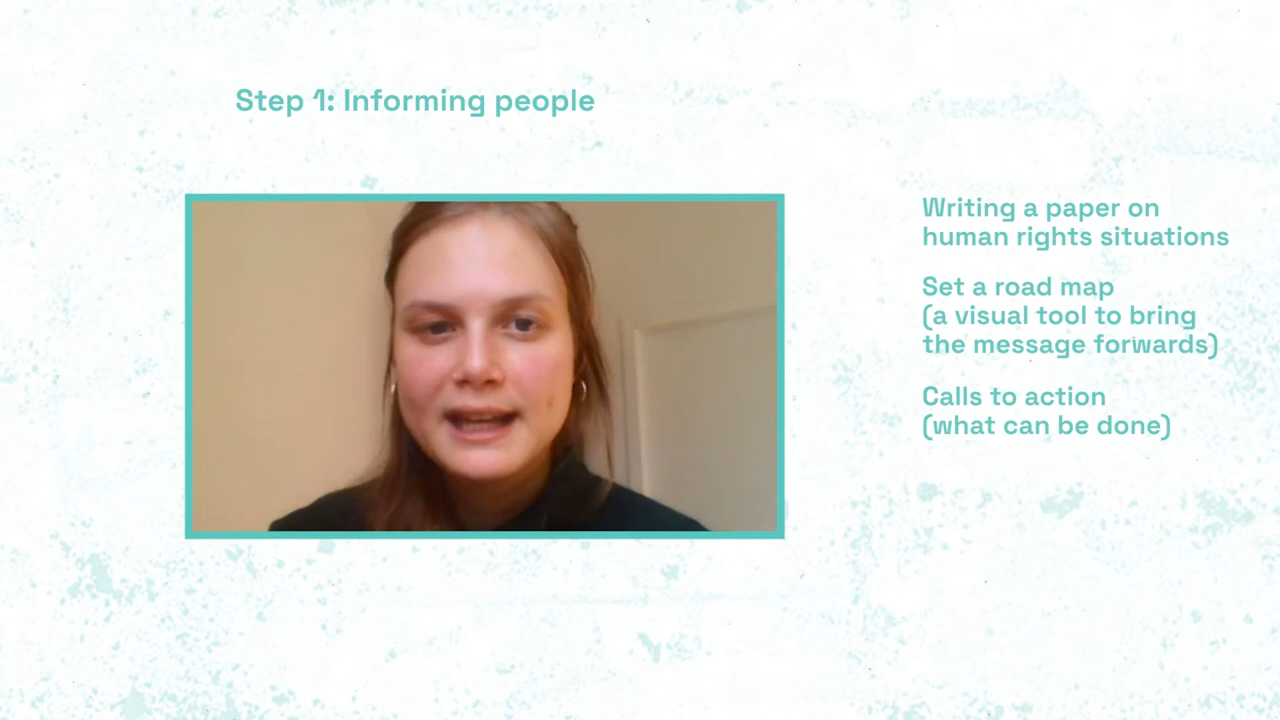 Step 1: Informing people
Writing a paper on
human rights situations
Set a road map
(a visual tool to bring
the message forwards)
Calls to action
(what can be done)